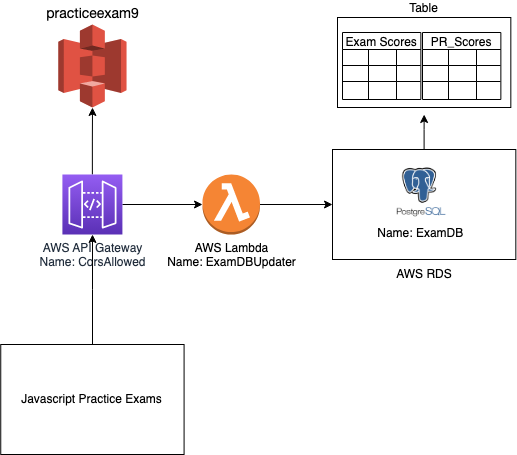 practiceexam9
Table
Exam Scores
PR_Scores
PostgreSQL
Name: ExamDB
AWS RDS
AWS API Gateway
Name: CorsAllowed
AWS Lambda
Name: ExamDBUpdater
Javascript Practice Exams